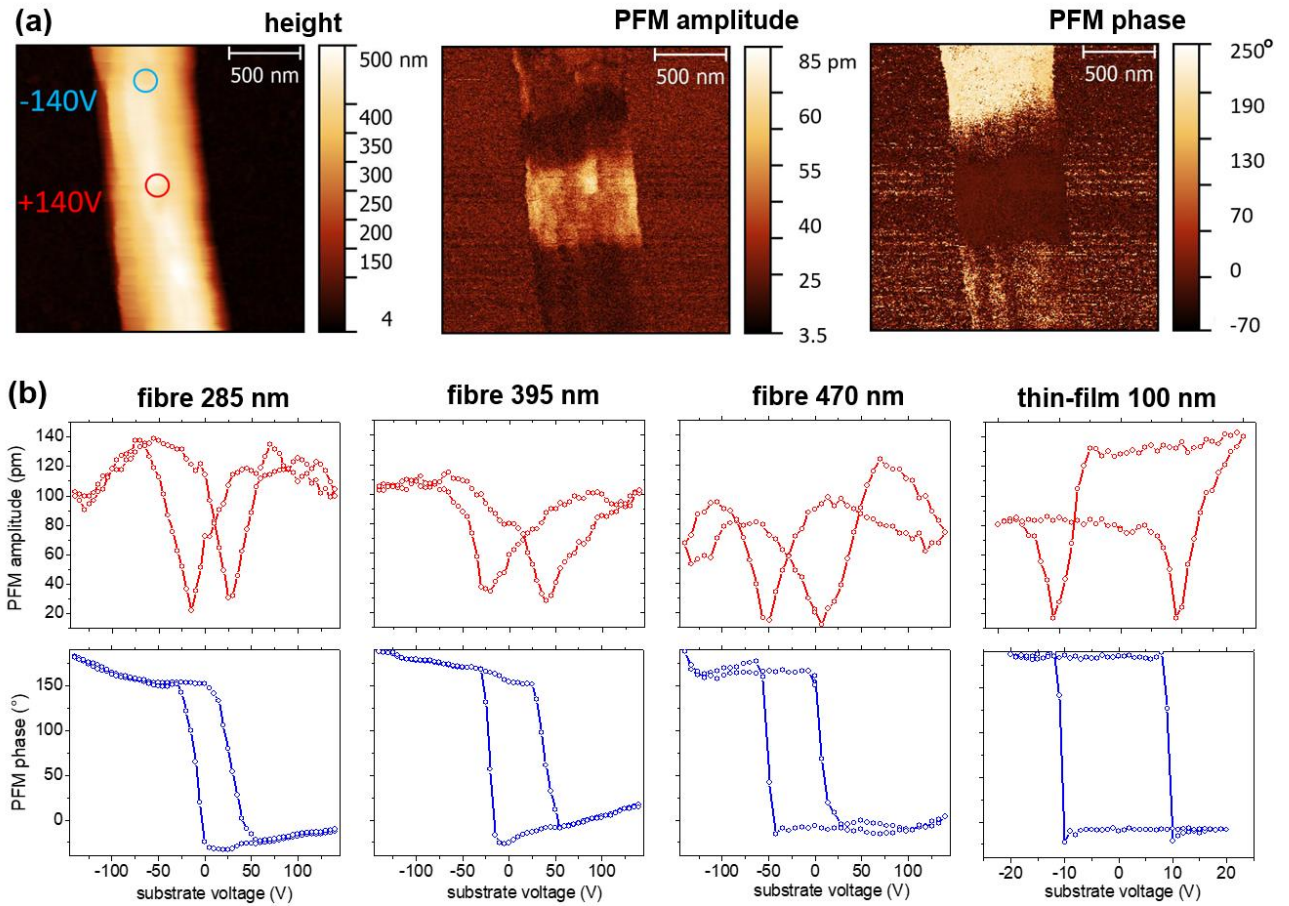 (a)
height
PFM amplitude
PFM phase
-140V
+140V
500 nm
500 nm
400
350
300
250
200
150
4
500 nm
85 pm
60
55
40
25
3.5
500 nm
250°
190
130
70
0
-70
(b)
fibre 285 nm
fibre 395 nm
fibre 470 nm
thin-film 100 nm
PFM amplitude (pm)
140
120
100
80
60
40
20
PFM phase (°)
150
100
50
0
-100 -50 0 50 100
substrate voltage (V)
-100 -50 0 50 100
substrate voltage (V)
-100 -50 0 50 100
substrate voltage (V)
-20 -10 0 10 20
substrate voltage (V)